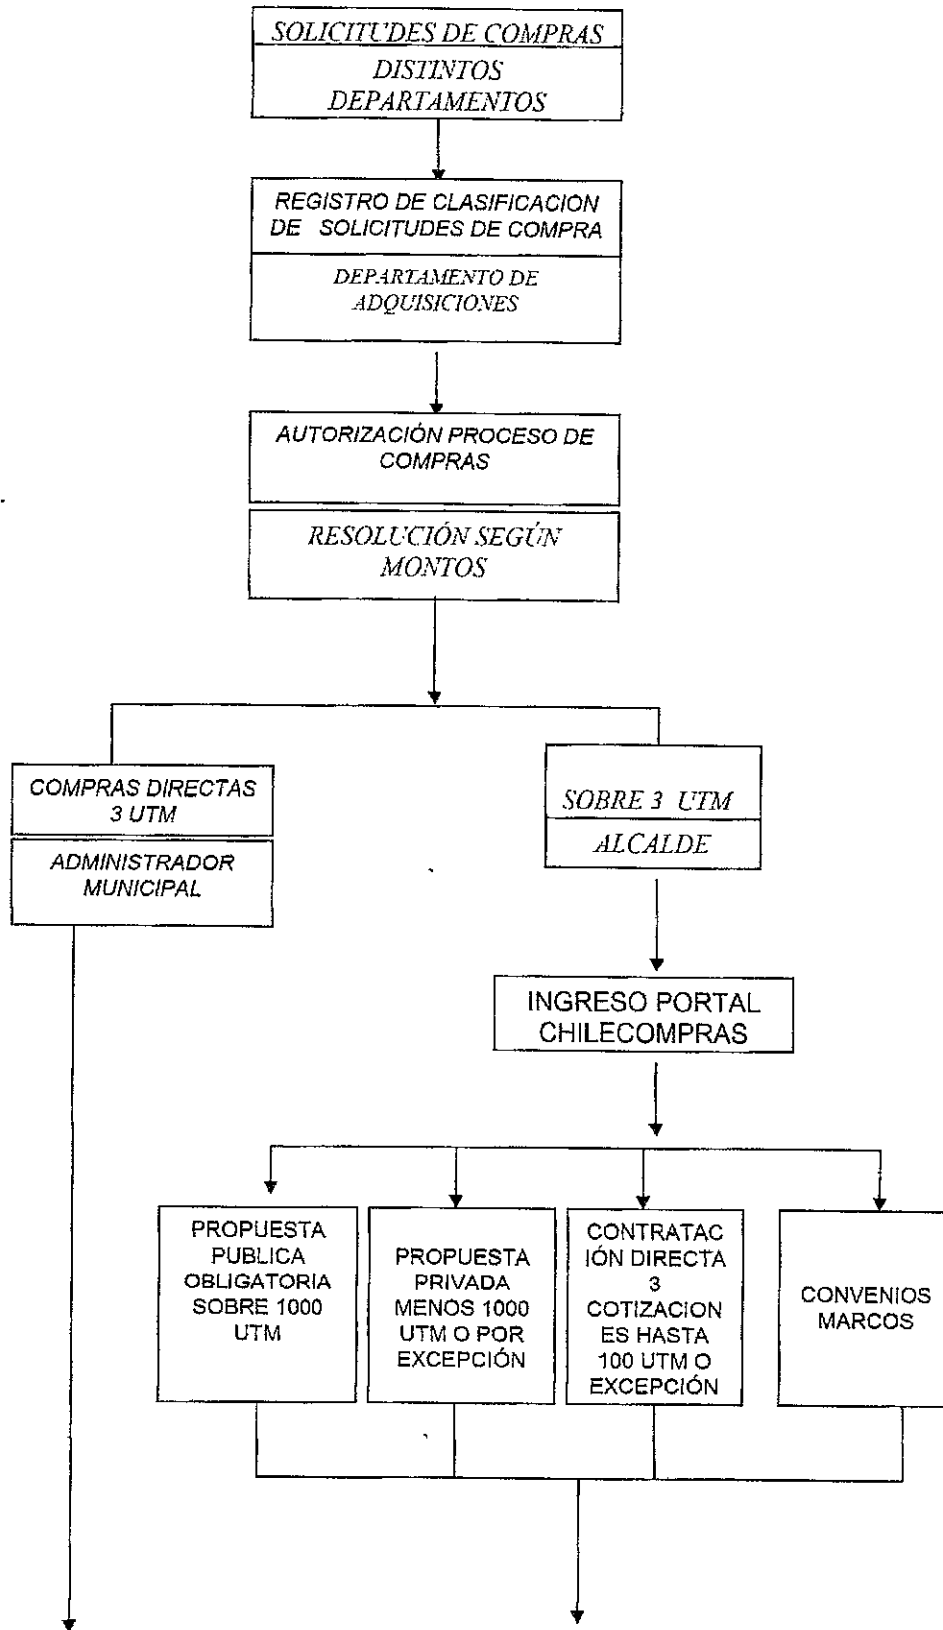 SOLICITUDES DE COMPRAS
DISTINTOS
DEPARTAMENTOS
REGISTRO DE CLASIFICACION
DE SOLICITUDES DE COMPRA
DEPARTAMENTO DE
ADQUISICIONES
AUTORIZACIÓN PROCESO DE
COMPRAS
RESOLUCIÓN SEGÚN
MONTOS
COMPRAS DIRECTAS
3 UTM
ADMINISTRADOR
MUNICIPAL
SOBRE 3 UTM
ALCALDE
INGRESO PORTAL
CHILECOMPRAS
PROPUESTA
PUBLICA
OBLIGATORIA
SOBRE 1000
UTM
PROPUESTA
PRIVADA
MENOS 1000
UTM O POR
EXCEPCIÓN
CONTRATAC
IÓN DIRECTA
3
COTIZACION
ES HASTA
100 UTM O
EXCEPCIÓN
CONVENIOS
MARCOS